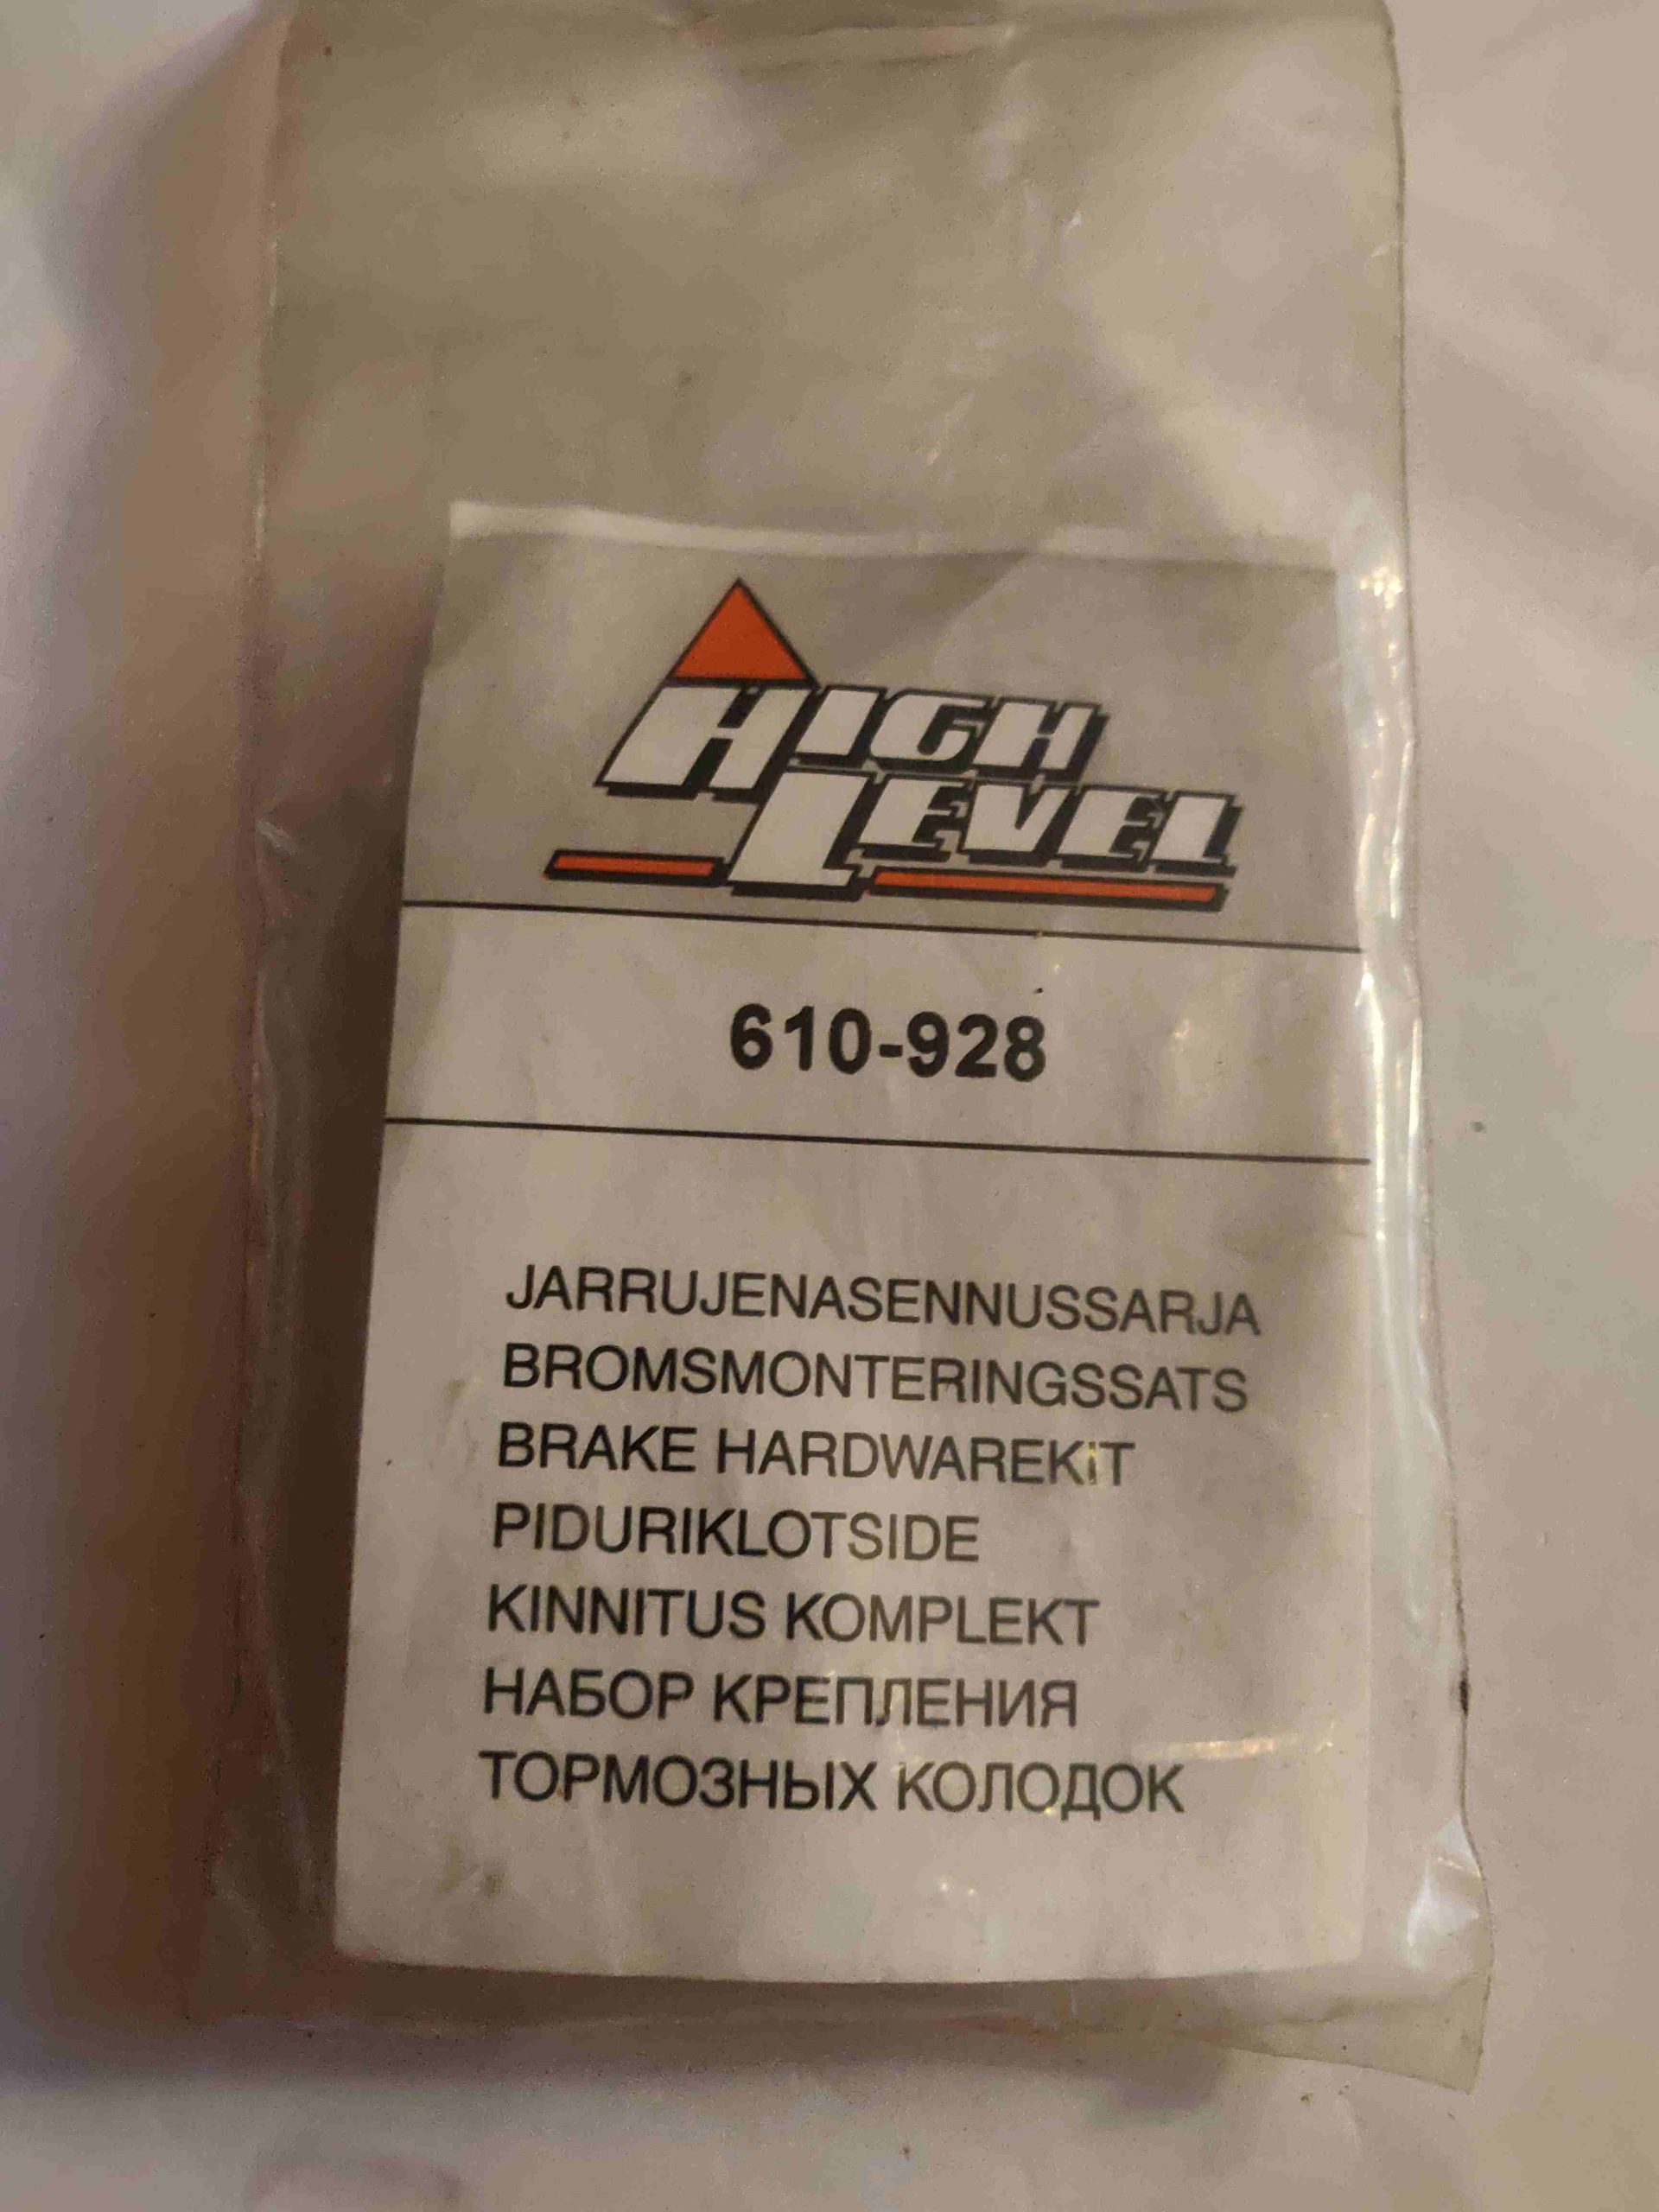 HIGH
LEVEL
610-928
JARRUJENASENNUSSARJA
BROMSMONTERINGSSATS
BRAKE HARDWAREKiT
PIDURIKLOTSIDE
KINNITUS KOMPLEKT
НАБОР КРЕПЛЕНИЯ
ТОРМОЗНЫХ КОЛОДОК